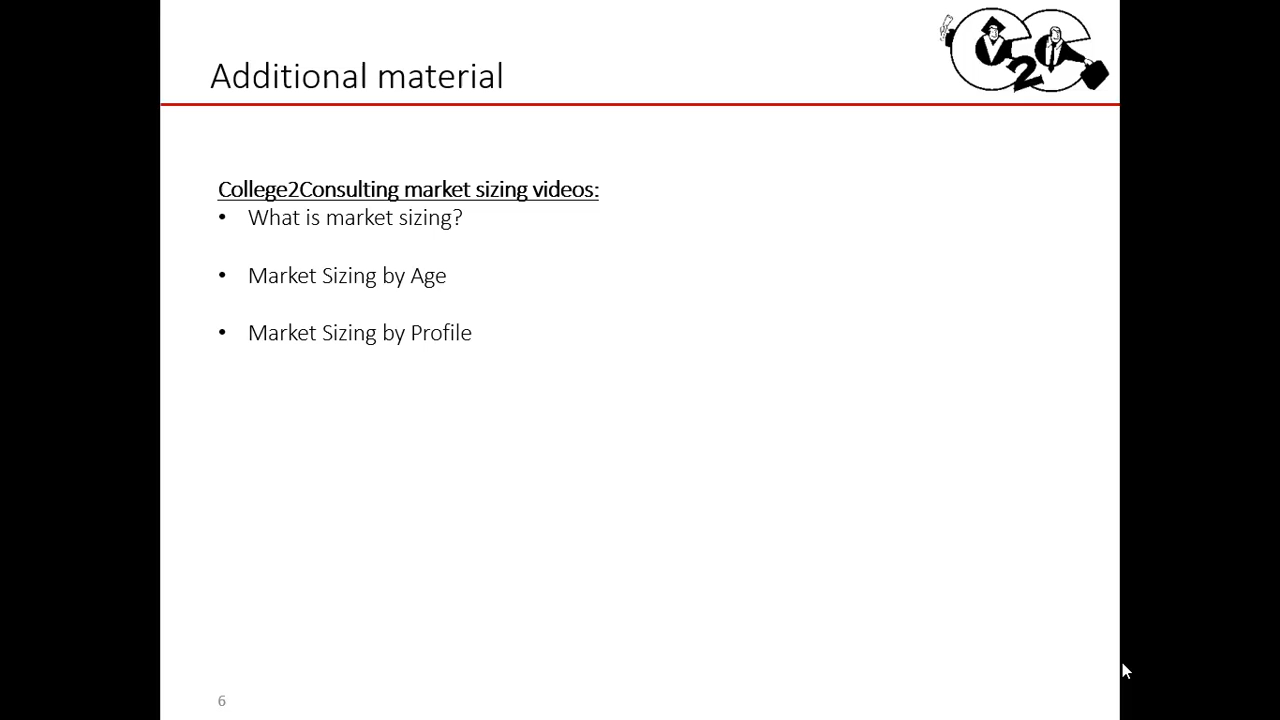 Additional material
C2C
College2Consulting market sizing videos:
• What is market sizing?
• Market Sizing by Age
• Market Sizing by Profile
6